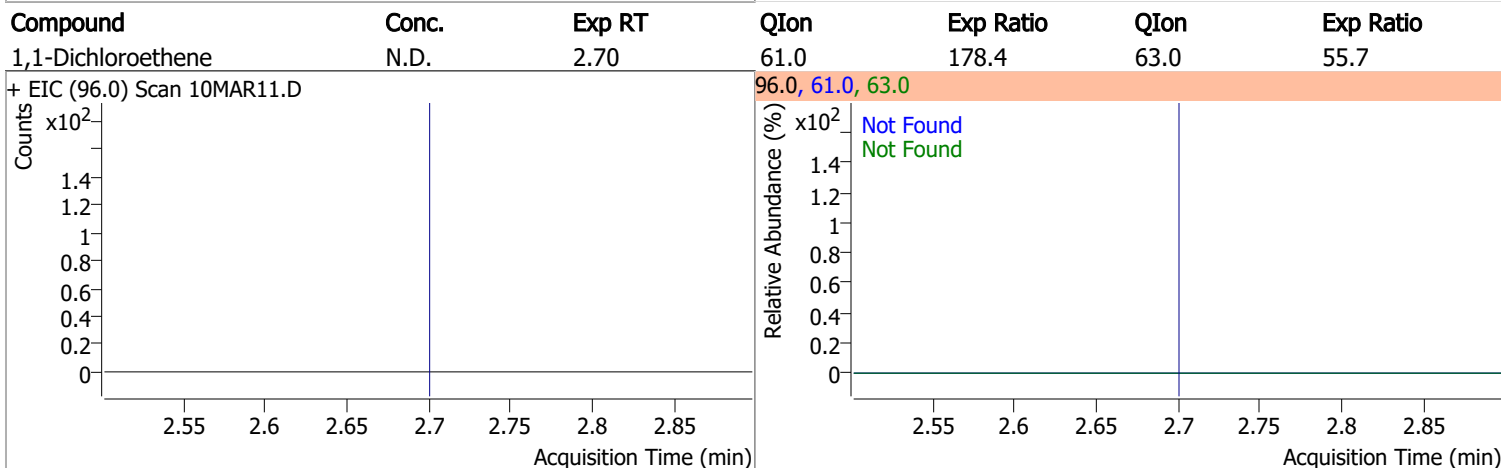 Compound Conc. Exp RT QIon Exp Ratio QIon Exp Ratio
1,1-Dichloroethene N.D. 2.70 61.0 178.4 63.0 55.7
+ EIC (96.0) Scan 10MAR11.D
Counts
x10²
1.4
1.2
1
0.8
0.6
0.4
0.2
0
2.55 2.6 2.65 2.7 2.75 2.8 2.85
Acquisition Time (min)
96.0, 61.0, 63.0
Relative Abundance (%)
x10²
Not Found
Not Found
1.4
1.2
1
0.8
0.6
0.4
0.2
0
2.55 2.6 2.65 2.7 2.75 2.8 2.85
Acquisition Time (min)